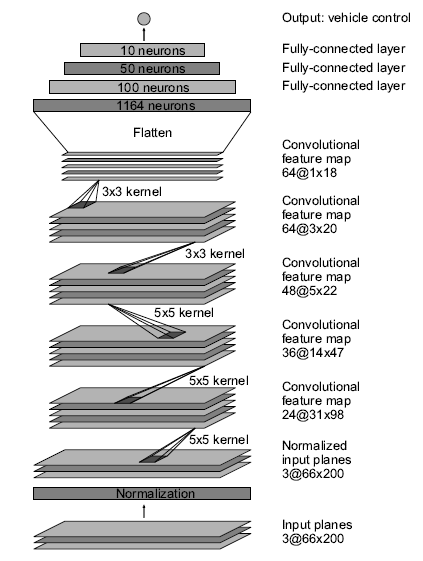 Output: vehicle control
10 neurons
Fully-connected layer
50 neurons
Fully-connected layer
100 neurons
Fully-connected layer
1164 neurons
Flatten
Convolutional
feature map
64@1x18
3x3 kernel
Convolutional
feature map
64@3x20
3x3 kernel
Convolutional
feature map
48@5x22
5x5 kernel
Convolutional
feature map
36@14x47
5x5 kernel
Convolutional
feature map
24@31x98
5x5 kernel
Normalized
input planes
3@66x200
Normalization
Input planes
3@66x200